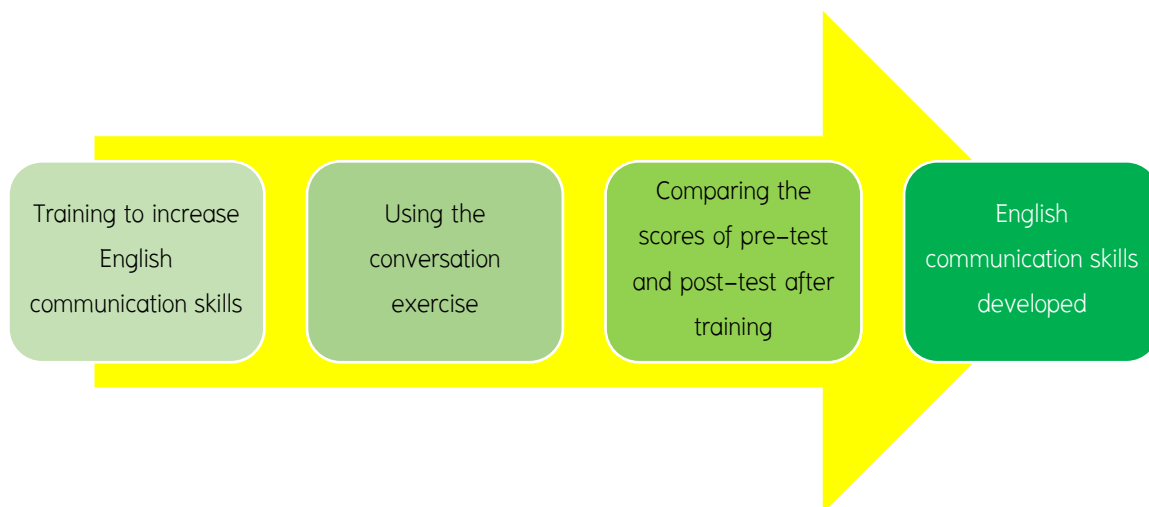 Training to increase
English
communication skills
Using the
conversation
exercise
Comparing the
scores of pre-test
and post-test after
training
English
communication skills
developed